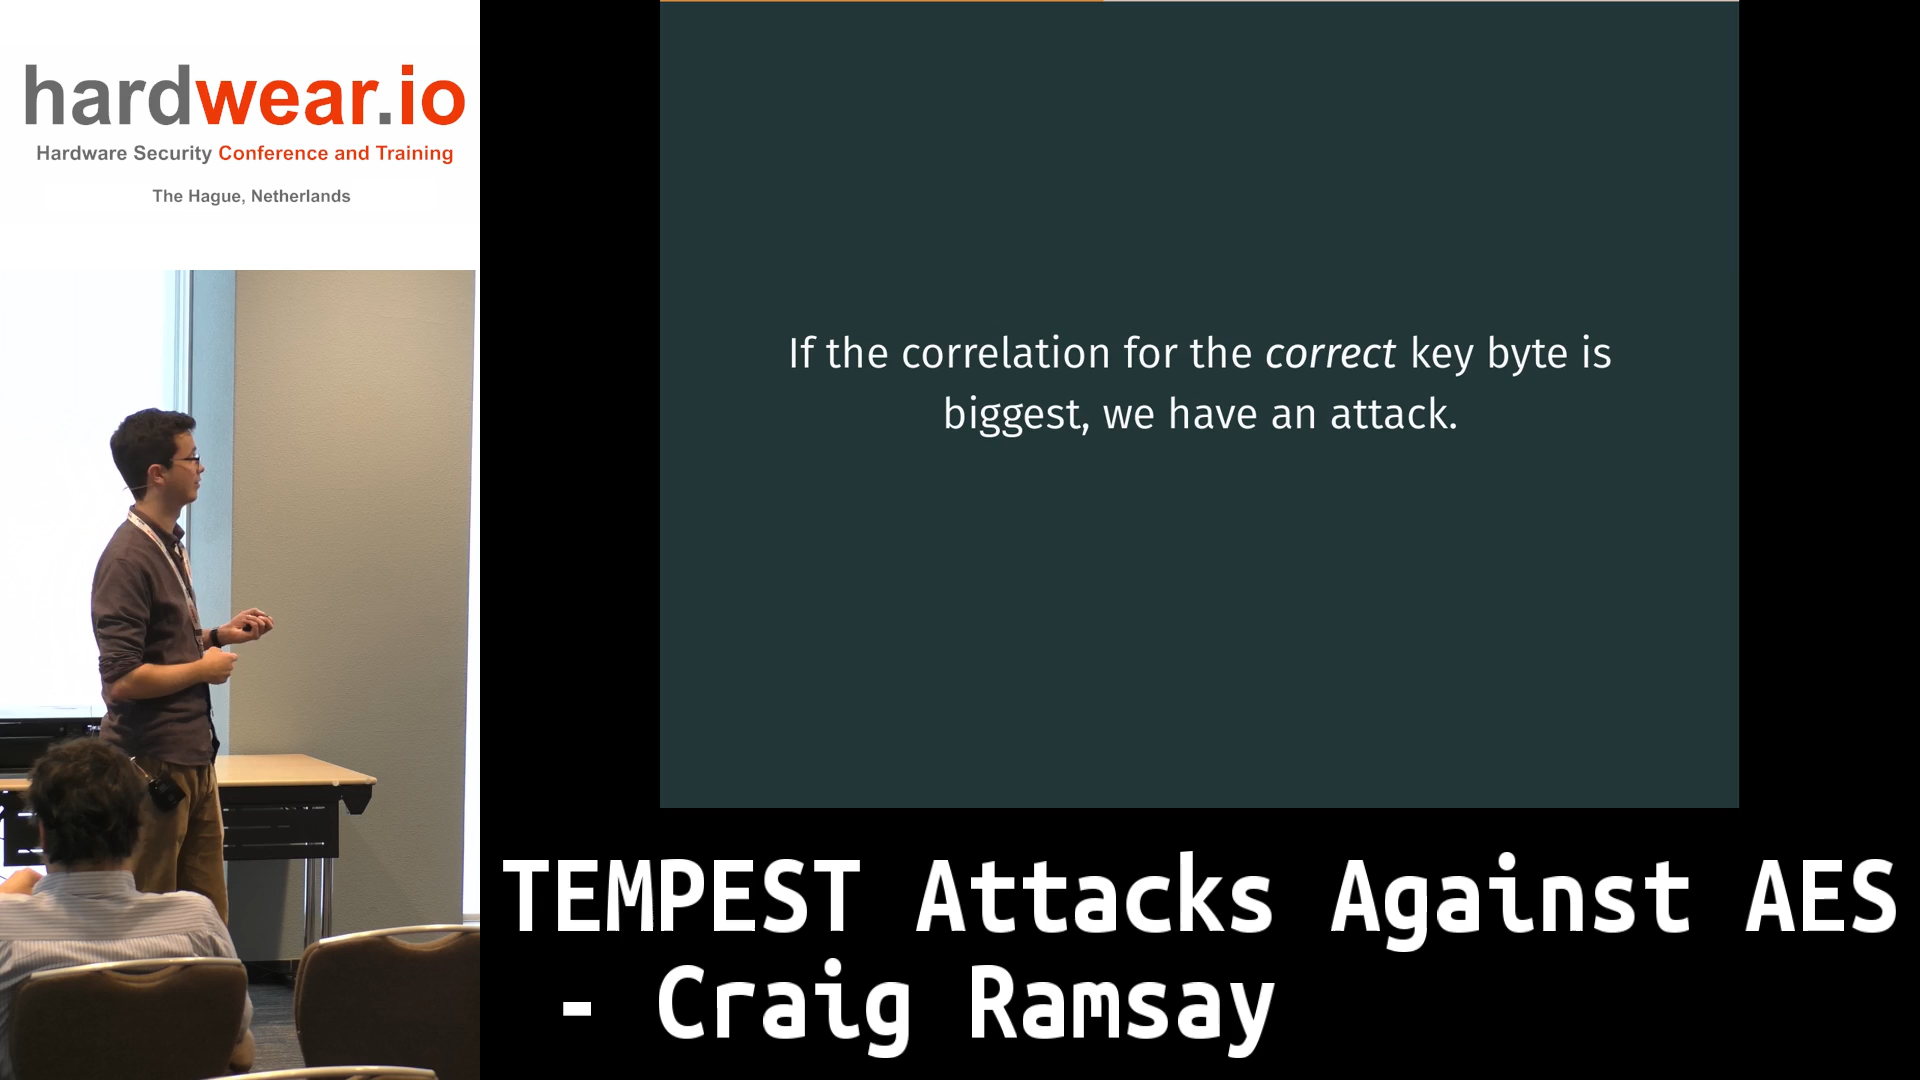 hardwear.io
Hardware Security Conference and Training
The Hague, Netherlands
If the correlation for the correct key byte is
biggest, we have an attack.
TEMPEST Attacks Against AES
- Craig Ramsay